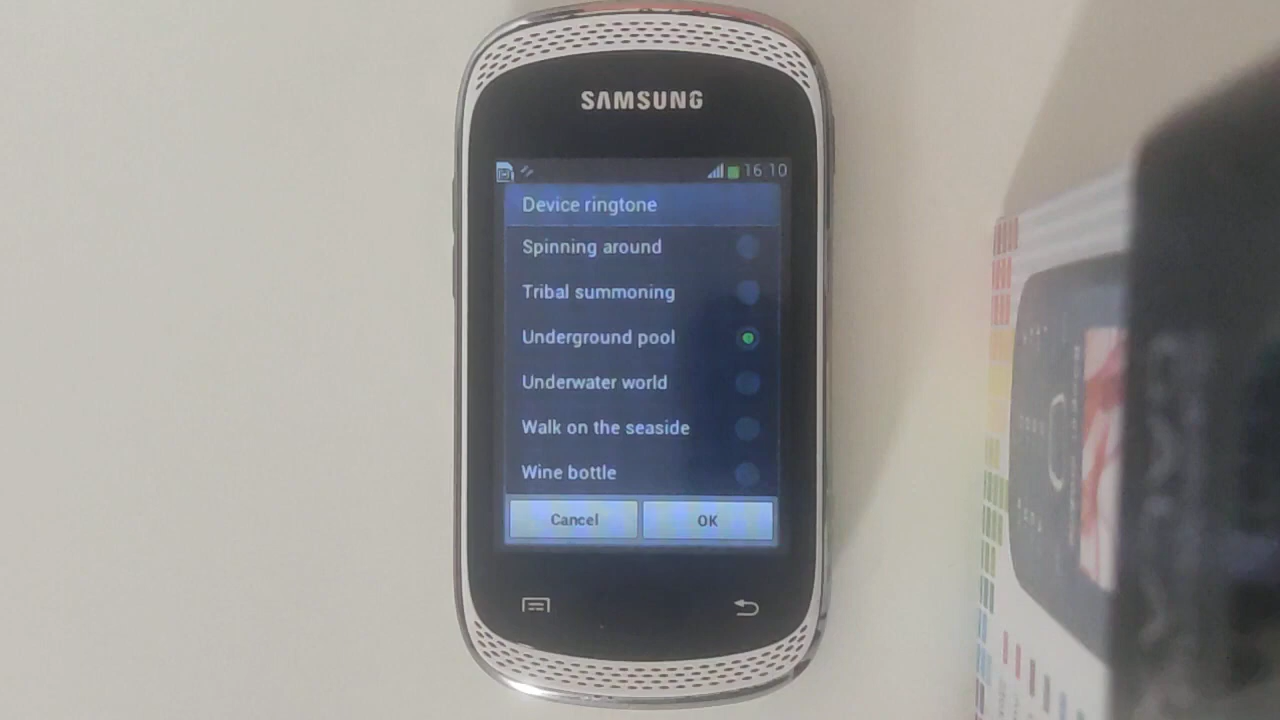 SAMSUNG
16:10
Device ringtone
Spinning around
Tribal summoning
Underground pool
Underwater world
Walk on the seaside
Wine bottle
Cancel
OK